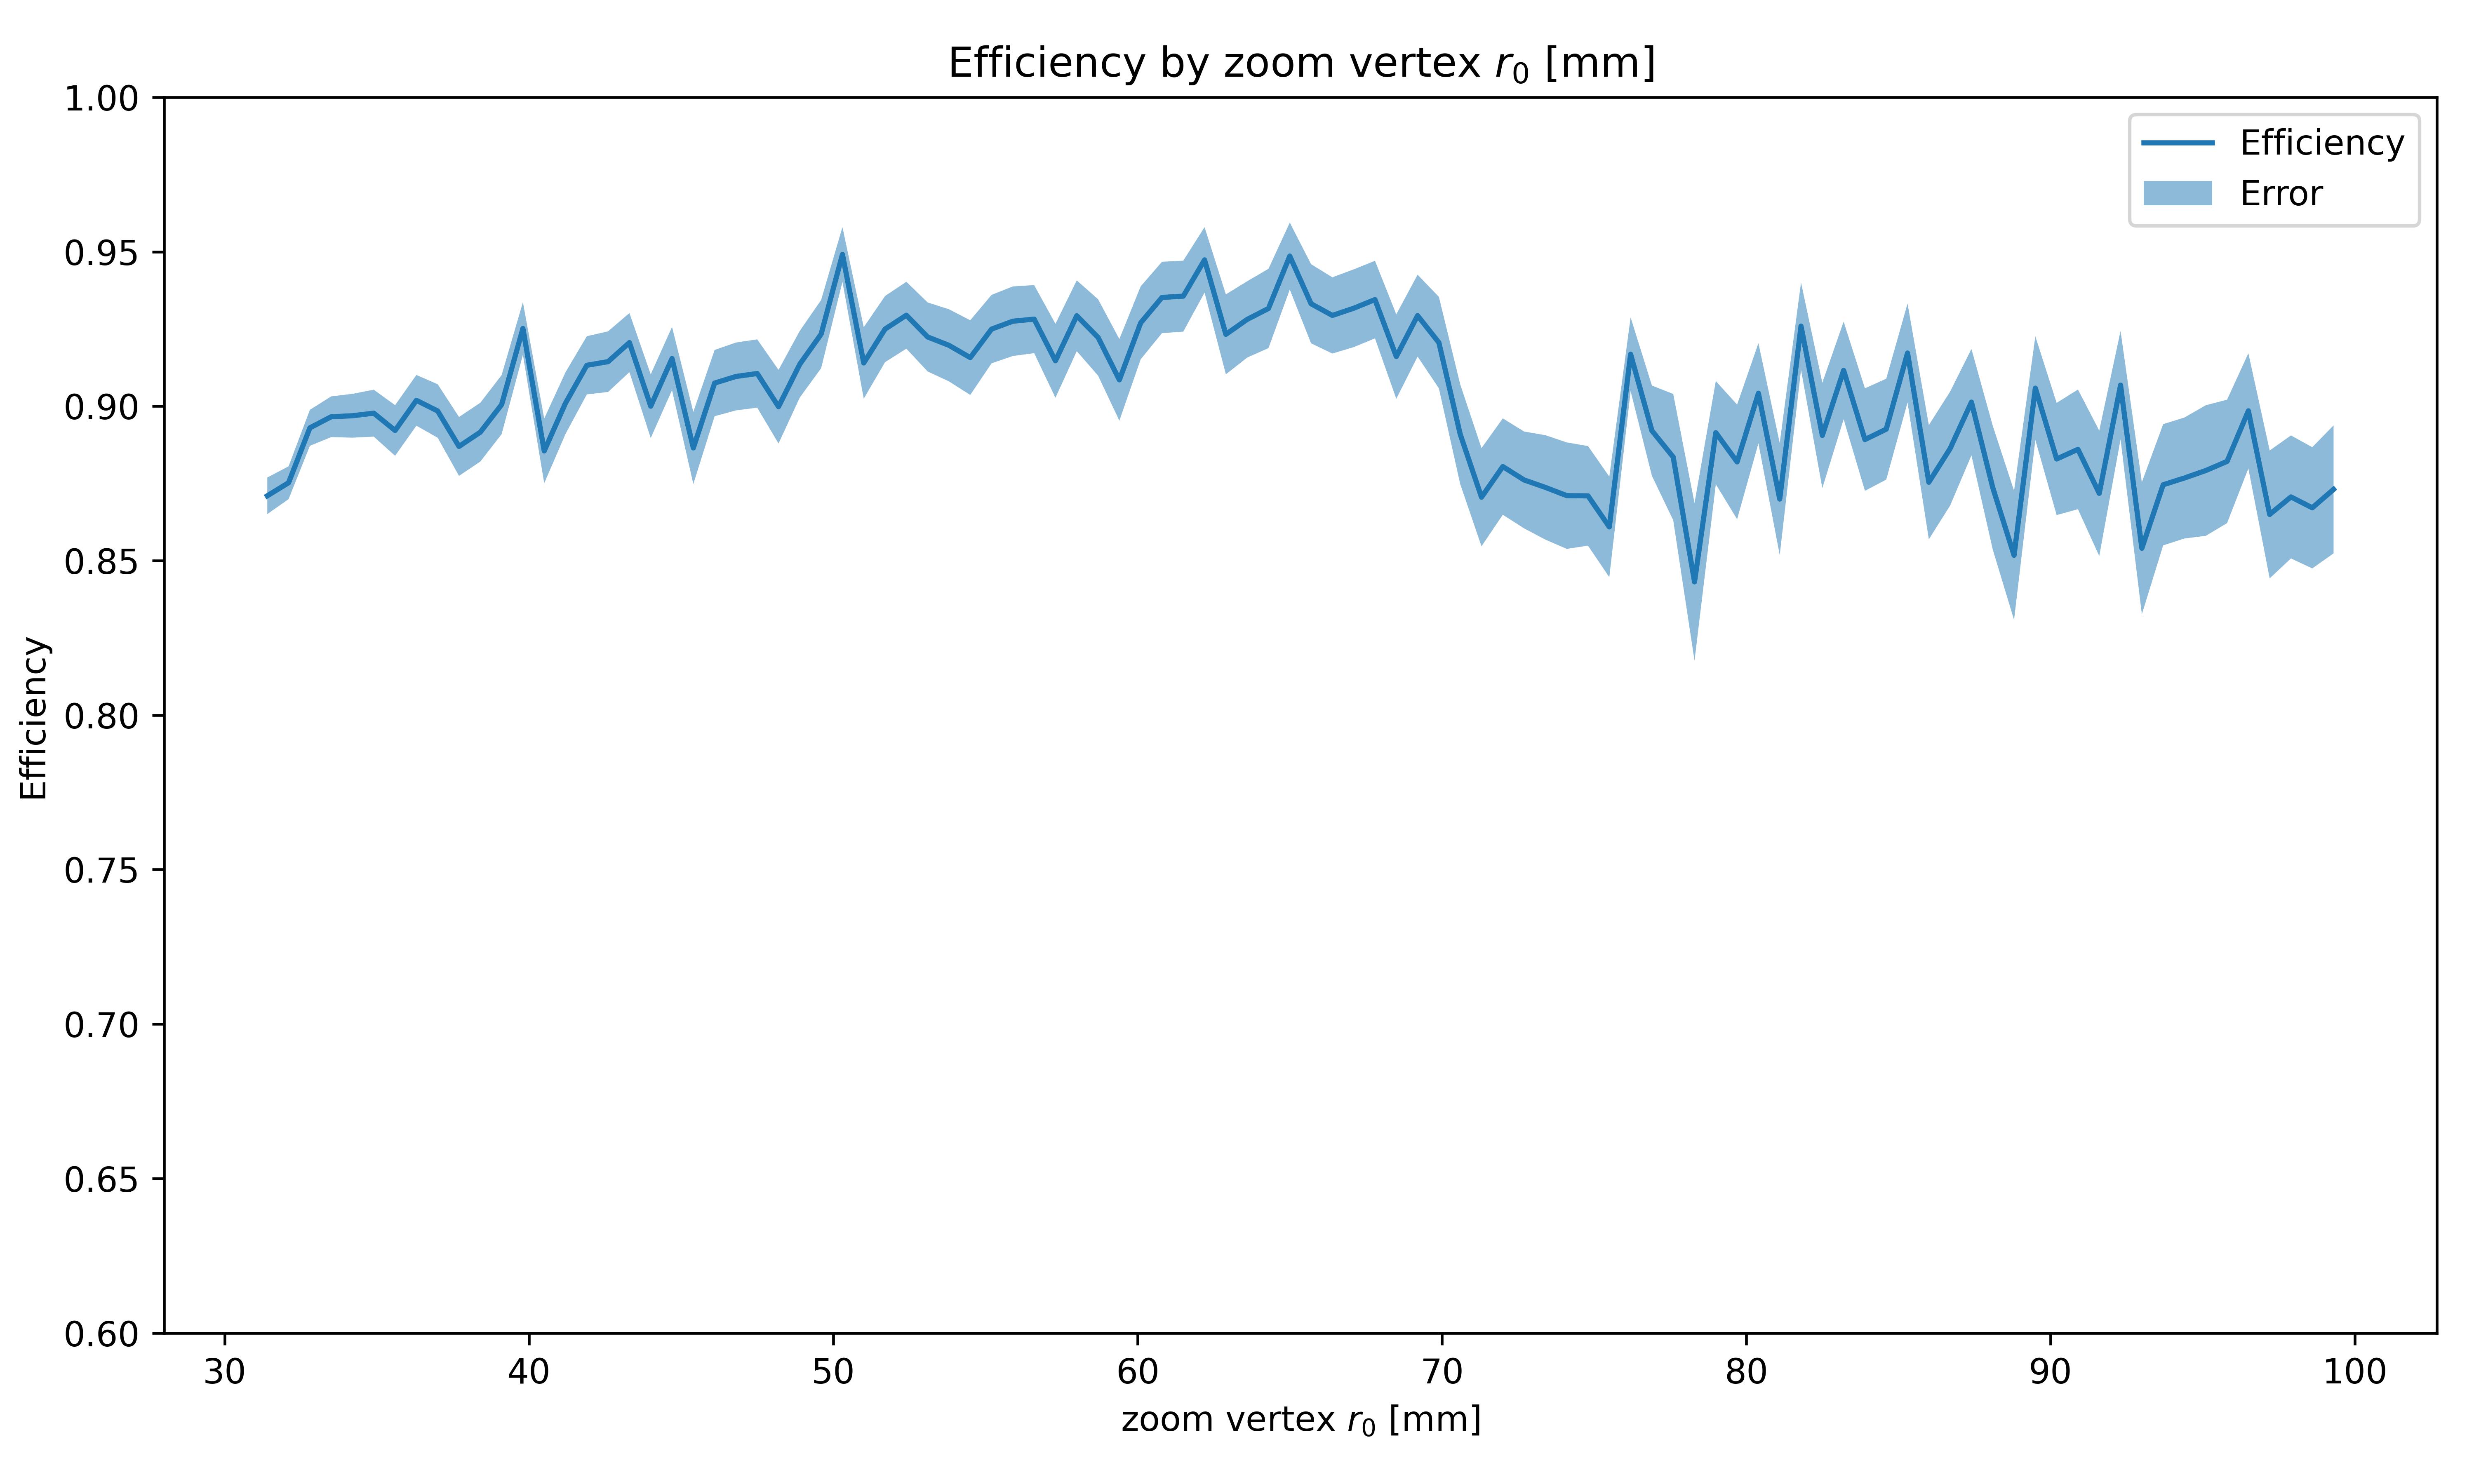 Efficiency by zoom vertex r₀ [mm]
1.00
0.95
0.90
0.85
0.80
0.75
0.70
0.65
0.60
Efficiency
Efficiency
Error
30 40 50 60 70 80 90 100
zoom vertex r₀ [mm]